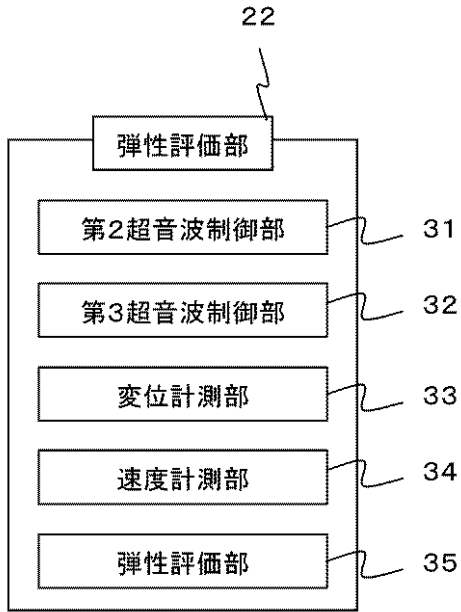 22
弾性評価部
第2超音波制御部 31
第3超音波制御部 32
変位計測部 33
速度計測部 34
弾性評価部 35